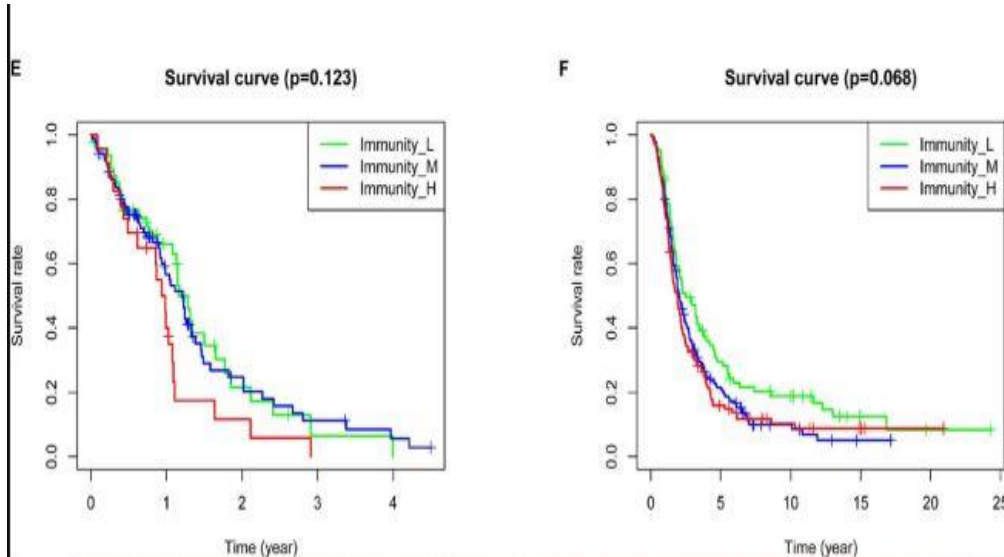 E
Survival curve (p=0.123)
Immunity_L
Immunity_M
Immunity_H
Survival rate
1.0
0.8
0.6
0.4
0.2
0.0
0 1 2 3 4
Time (year)
F
Survival curve (p=0.068)
Immunity_L
Immunity_M
Immunity_H
Survival rate
1.0
0.8
0.6
0.4
0.2
0.0
0 5 10 15 20 25
Time (year)